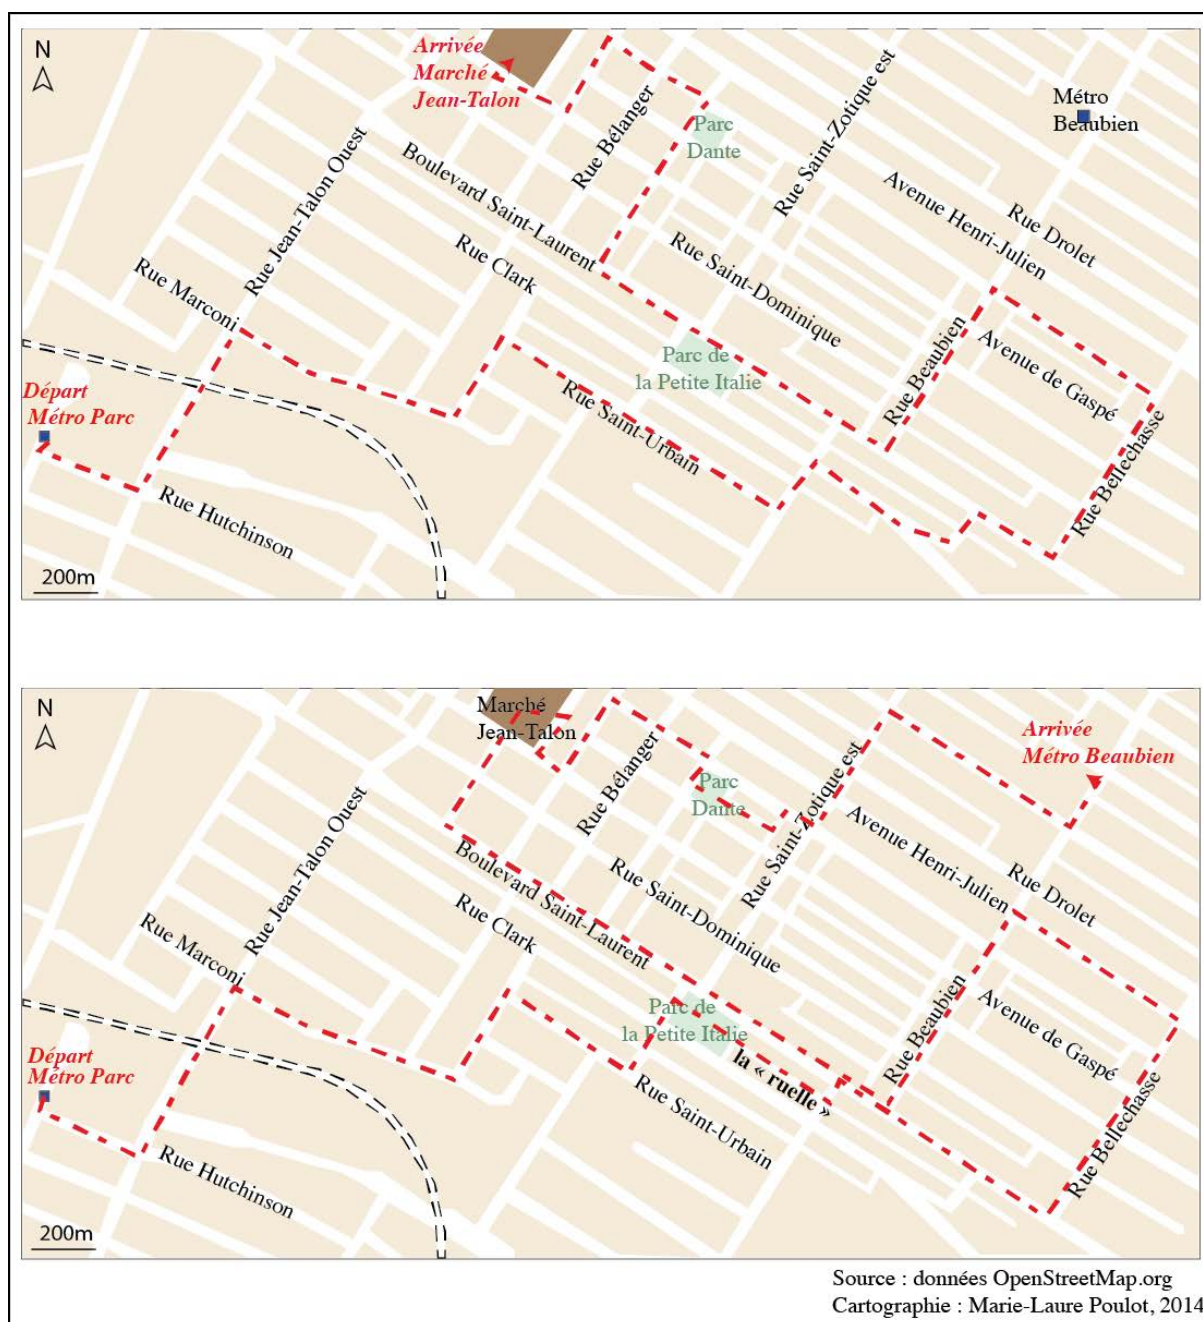 N
Arrivée
Marché
Jean-Talon
Métro
Beaubien
Parc
Dante
Rue Bélanger
Rue Saint-Zotique est
Boulevard Saint-Laurent
Rue Jean-Talon Ouest
Avenue Henri-Julien
Rue Drolet
Rue Clark
Rue Saint-Dominique
Rue Marconi
Parc de
la Petite Italie
Rue Beaubien
Avenue de Gaspé
Départ
Métro Parc
Rue Saint-Urbain
Rue Bellechasse
Rue Hutchinson
200m
N
Marché
Jean-Talon
Arrivée
Métro Beaubien
Rue Bélanger
Parc
Dante
Rue Saint-Zotique est
Rue Jean-Talon Ouest
Boulevard Saint-Laurent
Avenue Henri-Julien
Rue Drolet
Rue Saint-Dominique
Rue Clark
Rue Marconi
Parc de
la Petite Italie
Rue Beaubien
Avenue de Gaspé
la « ruelle »
Départ
Métro Parc
Rue Saint-Urbain
Rue Bellechasse
Rue Hutchinson
200m
Source : données OpenStreetMap.org
Cartographie : Marie-Laure Poulot, 2014